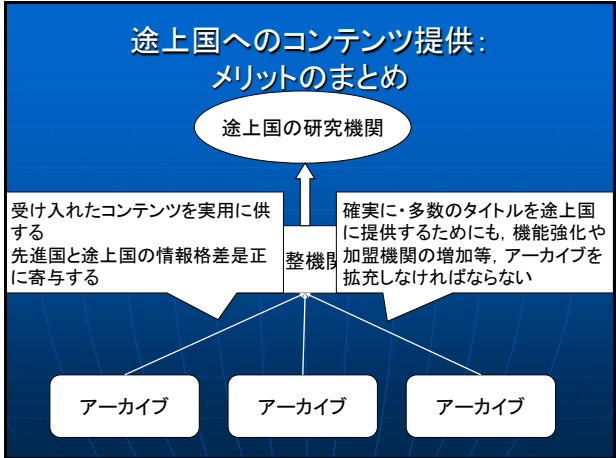 途上国へのコンテンツ提供：
メリットのまとめ
途上国の研究機関
受け入れたコンテンツを実用に供
する
先進国と途上国の情報格差是正
に寄与する
整機関
確実に・多数のタイトルを途上国
に提供するためにも，機能強化や
加盟機関の増加等，アーカイブを
拡充しなければならない
アーカイブ
アーカイブ
アーカイブ